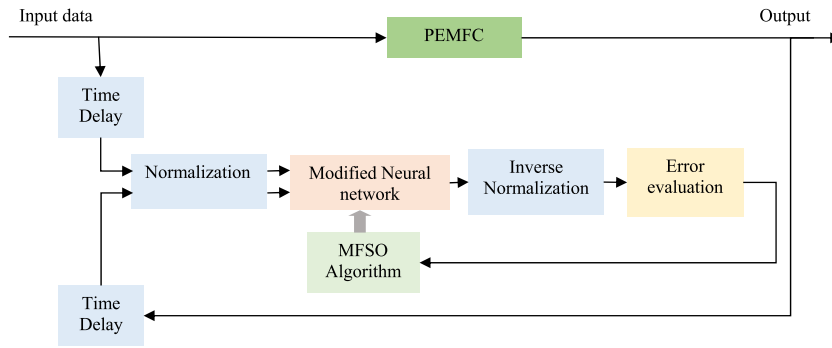 Input data
Output
PEMFC
Time
Delay
Normalization
Modified Neural
network
Inverse
Normalization
Error
evaluation
MFSO
Algorithm
Time
Delay